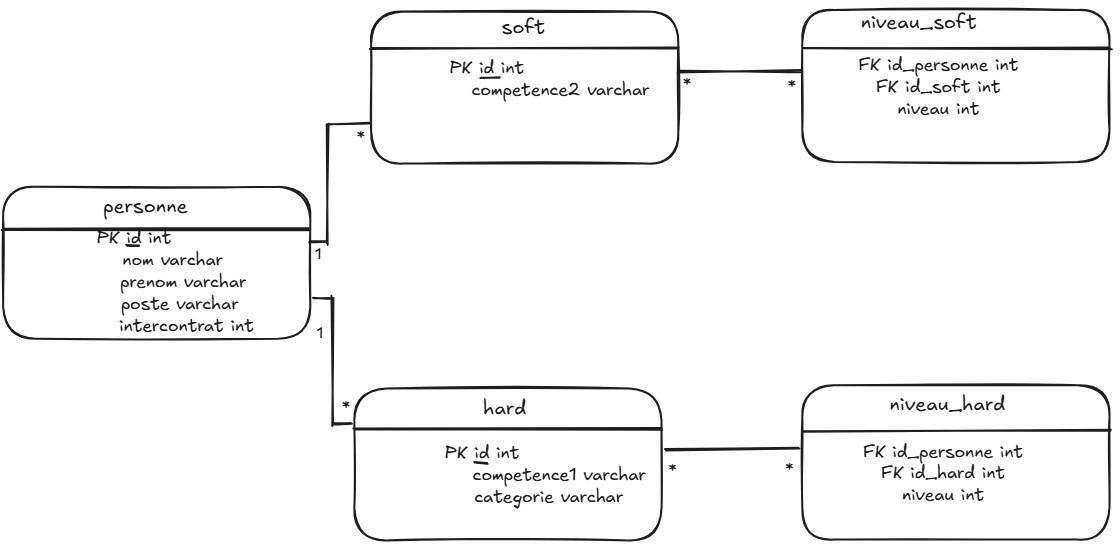 soft
PK id int
competence2 varchar
*
*
niveau_soft
FK id_personne int
FK id_soft int
niveau int
*
personne
PK id int
nom varchar
prenom varchar
poste varchar
intercontrat int
1
1
*
hard
PK id int
competence1 varchar
categorie varchar
*
*
niveau_hard
FK id_personne int
FK id_hard int
niveau int